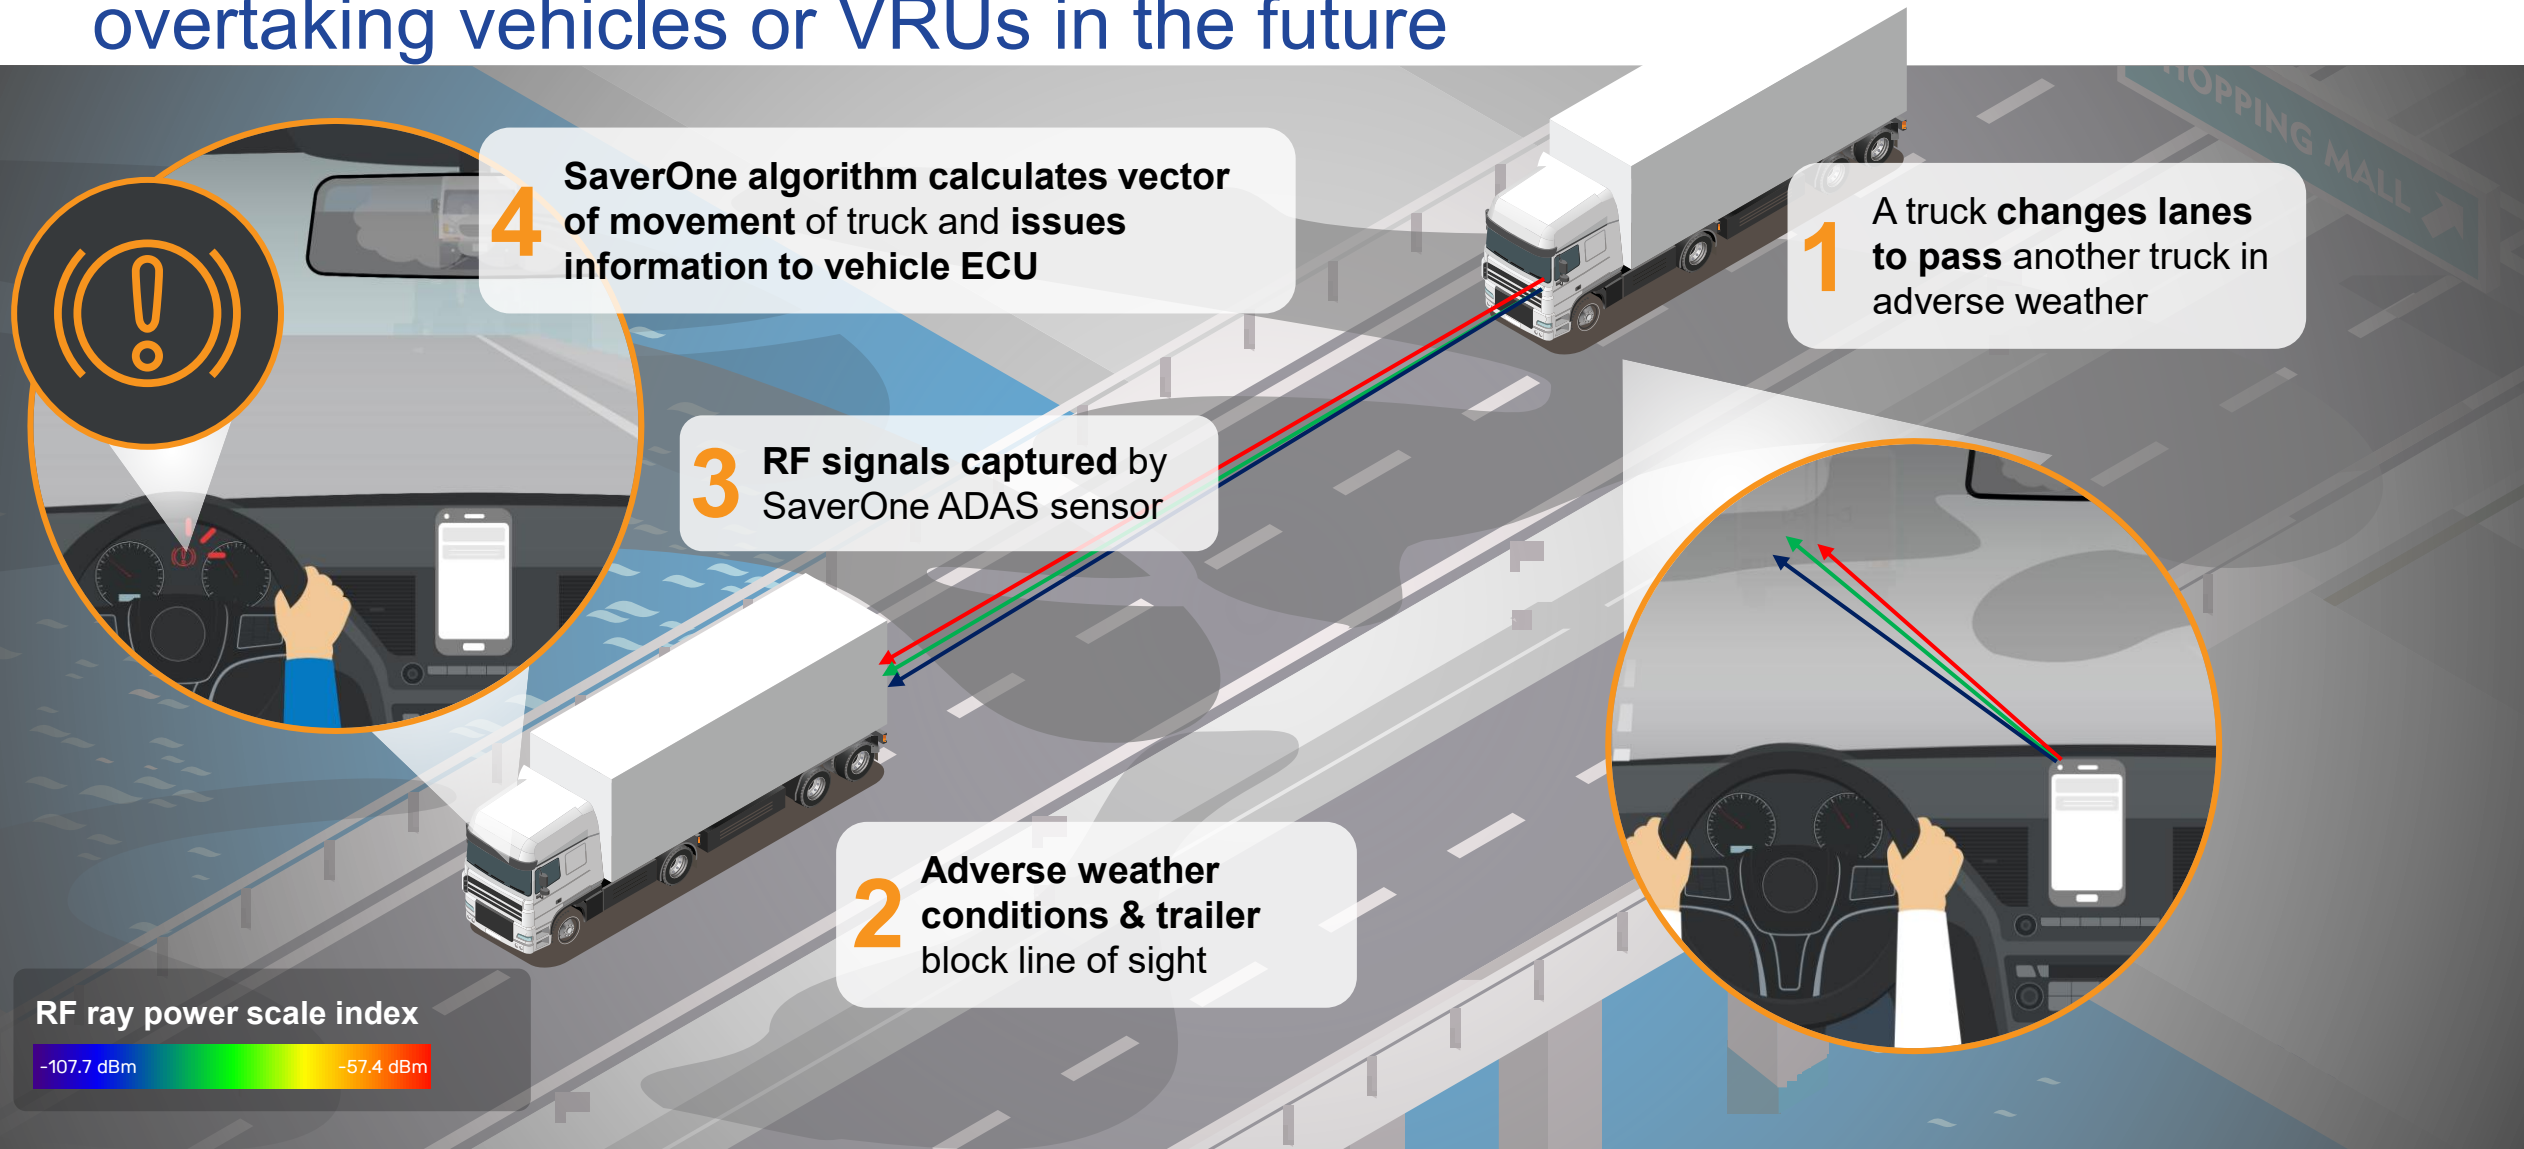 overtaking vehicles or VRUs in the future
4
SaverOne algorithm calculates vector
of movement of truck and issues
information to vehicle ECU
1
A truck changes lanes
to pass another truck in
adverse weather
3
RF signals captured by
SaverOne ADAS sensor
2
Adverse weather
conditions & trailer
block line of sight
RF ray power scale index
-107.7 dBm
-57.4 dBm
MALL